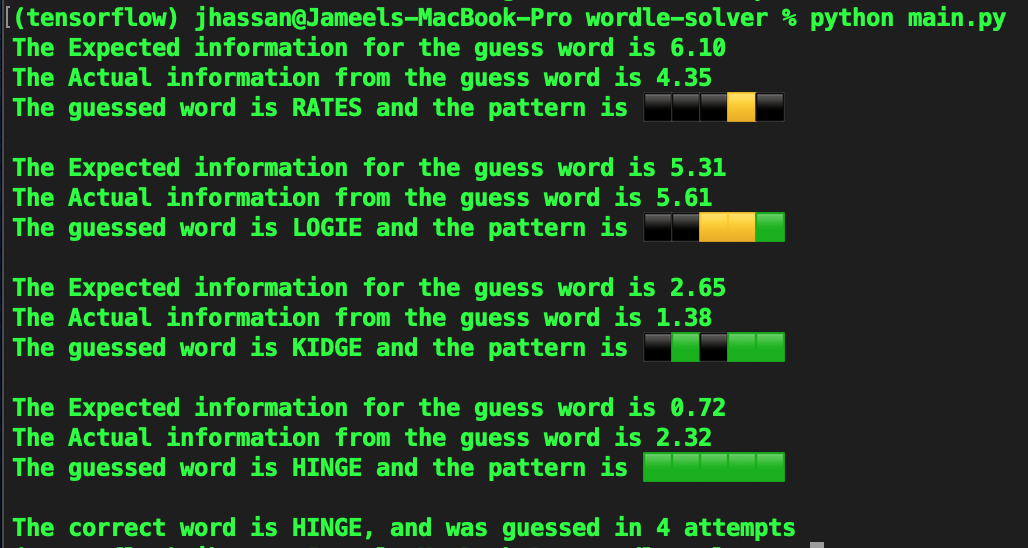 (tensorflow) jhassan@Jameels-MacBook-Pro wordle-solver % python main.py
The Expected information for the guess word is 6.10
The Actual information from the guess word is 4.35
The guessed word is RATES and the pattern is ⬛⬛⬛🟨⬛
The Expected information for the guess word is 5.31
The Actual information from the guess word is 5.61
The guessed word is LOGIE and the pattern is ⬛⬛🟨🟨🟩
The Expected information for the guess word is 2.65
The Actual information from the guess word is 1.38
The guessed word is KIDGE and the pattern is ⬛🟩⬛🟩🟩
The Expected information for the guess word is 0.72
The Actual information from the guess word is 2.32
The guessed word is HINGE and the pattern is 🟩🟩🟩🟩🟩
The correct word is HINGE, and was guessed in 4 attempts